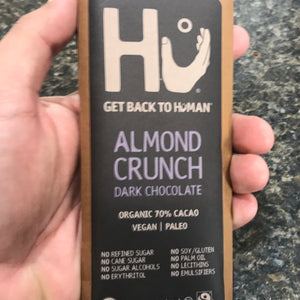 HU
GET BACK TO HUMAN
ALMOND
CRUNCH
DARK CHOCOLATE
ORGANIC 70% CACAO
VEGAN | PALEO
NO REFINED SUGAR
NO CANE SUGAR
NO SUGAR ALCOHOLS
NO ERYTHRITOL
NO SOY/GLUTEN
NO PALM OIL
NO LECITHINS
NO EMULSIFIERS